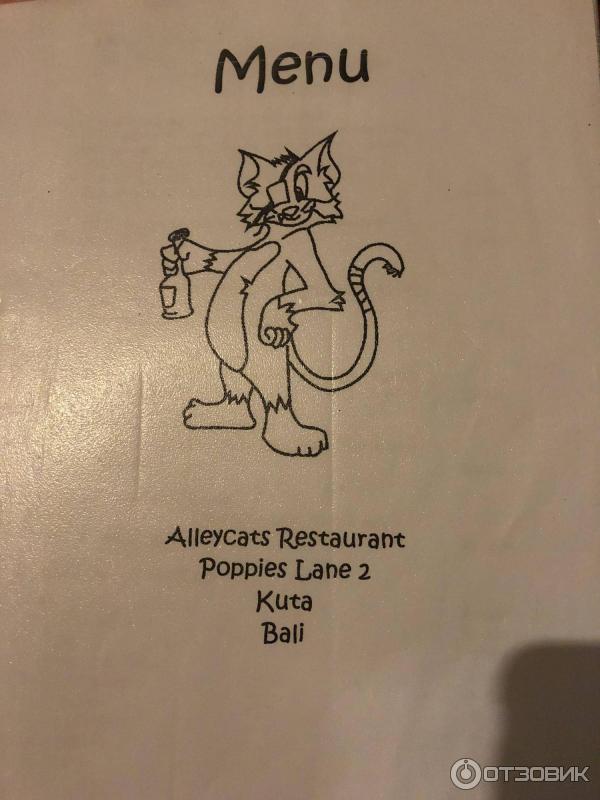 Menu
Alleycats Restaurant
Poppies Lane 2
Kuta
Bali
ОТЗОВИК